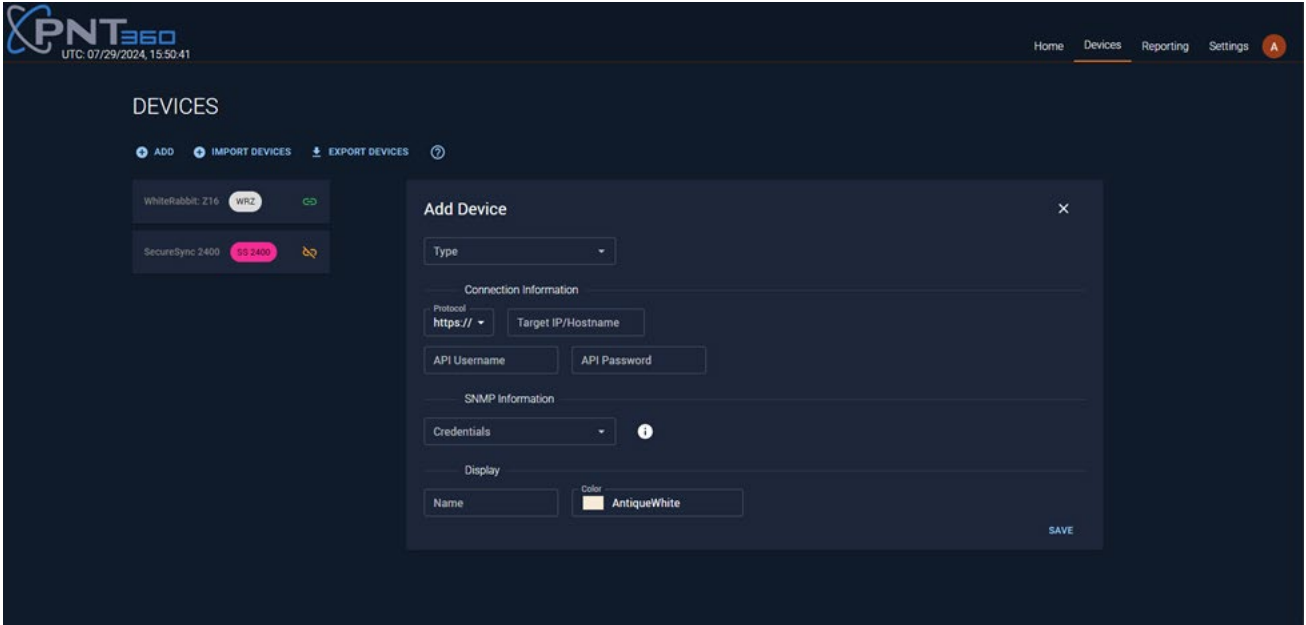 PNT360
UTC: 07/29/2024, 15:50:41
Home Devices Reporting Settings A
DEVICES
ADD IMPORT DEVICES EXPORT DEVICES ?
WhiteRabbit: Z16 WRZ
SecureSync 2400 SS 2400
Add Device
Type
Connection Information
Protocol
https:// Target IP/Hostname
API Username API Password
SNMP Information
Credentials
Display
Color
Name AntiqueWhite
SAVE